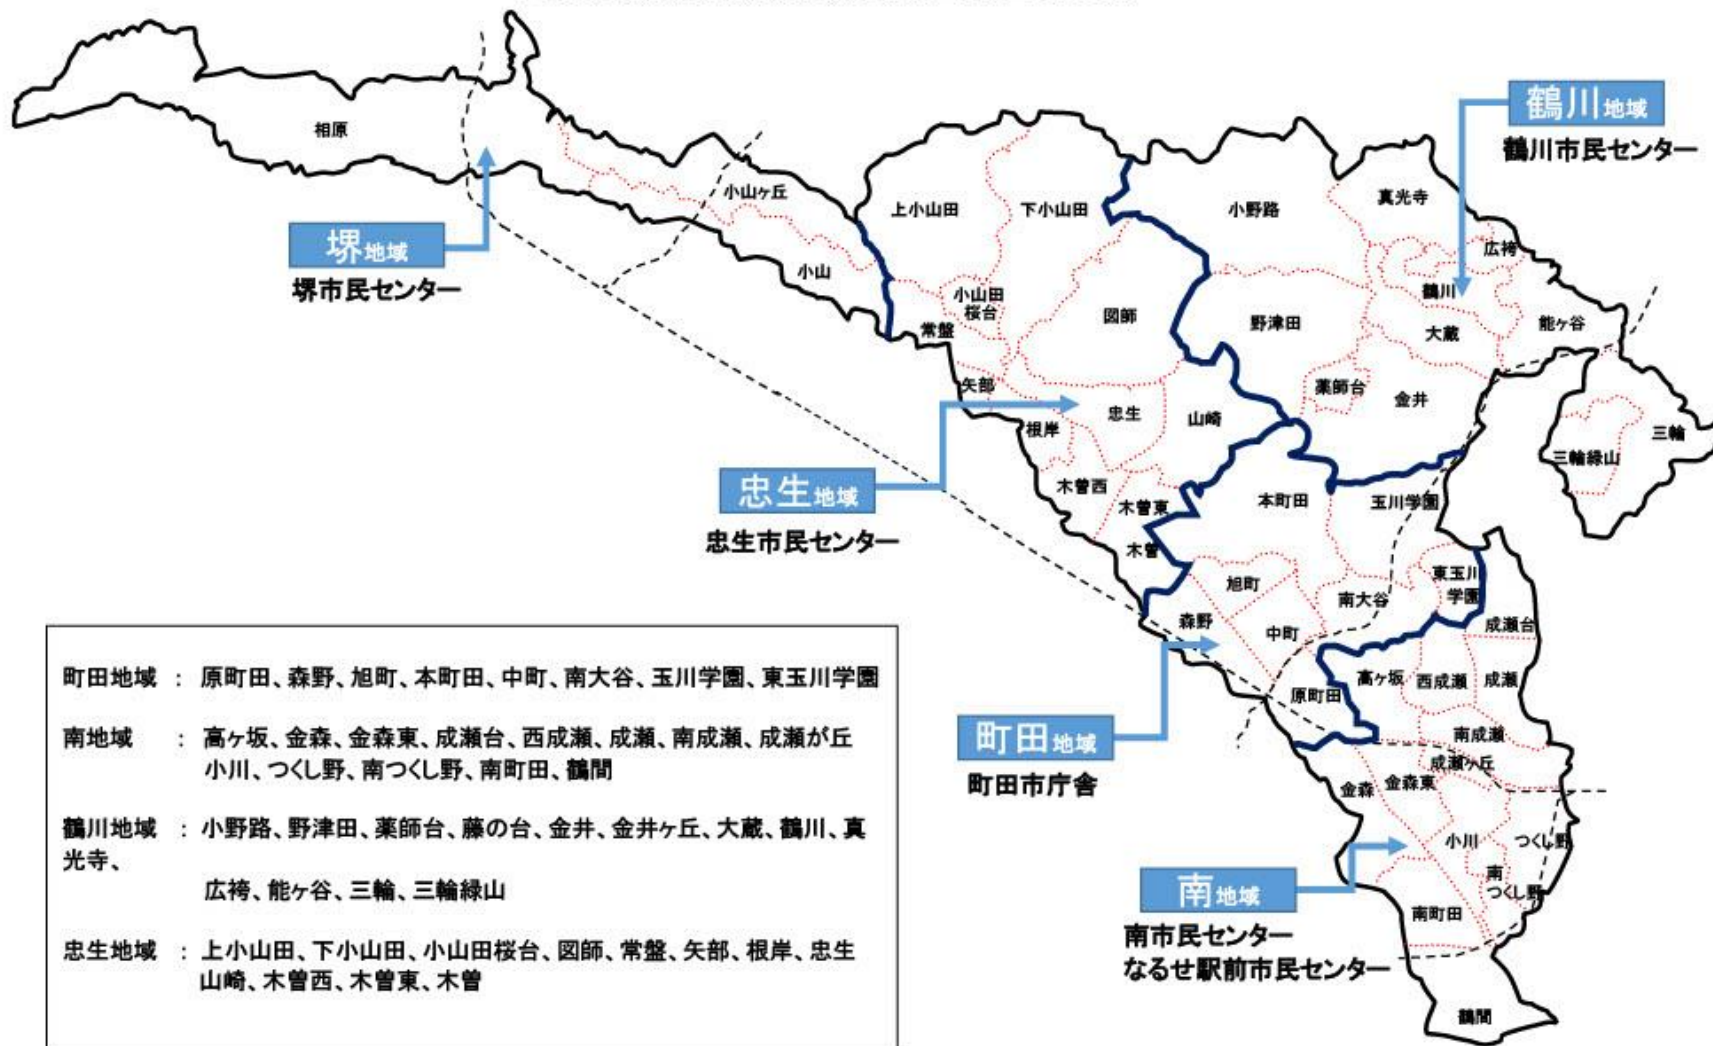 鶴川地域
鶴川市民センター
相原
小山ヶ丘
上小山田
下小山田
小野路
真光寺
広袴
堺地域
堺市民センター
小山
小山田
桜台
鶴川
図師
常盤
野津田
大蔵
能ヶ谷
矢部
薬師台
金井
忠生
山崎
根岸
三輪
三輪緑山
忠生地域
忠生市民センター
木曽西
木曽東
木曽
本町田
玉川学園
旭町
南大谷
東玉川
学園
森野
中町
成瀬台
高ヶ坂
西成瀬
成瀬
原町田
町田地域
町田市庁舎
南成瀬
成瀬ヶ丘
金森
金森東
小川
つくし野
南
つくし野
南地域
南市民センター
なるせ駅前市民センター
南町田
鶴間
町田地域 : 原町田、森野、旭町、本町田、中町、南大谷、玉川学園、東玉川学園
南地域 : 高ヶ坂、金森、金森東、成瀬台、西成瀬、成瀬、南成瀬、成瀬が丘
小川、つくし野、南つくし野、南町田、鶴間
鶴川地域 : 小野路、野津田、薬師台、藤の台、金井、金井ヶ丘、大蔵、鶴川、真
光寺、
広袴、能ヶ谷、三輪、三輪緑山
忠生地域 : 上小山田、下小山田、小山田桜台、図師、常盤、矢部、根岸、忠生
山崎、木曽西、木曽東、木曽